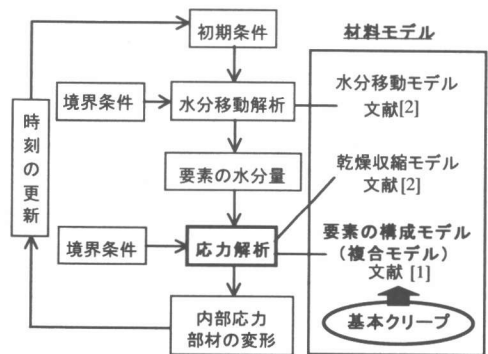 初期条件
境界条件
水分移動解析
要素の水分量
境界条件
応力解析
内部応力
部材の変形
時刻の更新
材料モデル
水分移動モデル
文献[2]
乾燥収縮モデル
文献[2]
要素の構成モデル
(複合モデル)
文献[1]
基本クリープ